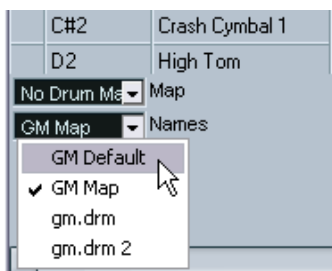 C#2 Crash Cymbal 1
D2 High Tom
No Drum Ma Map
GM Map Names
GM Default
GM Map
gm.drm
gm.drm 2